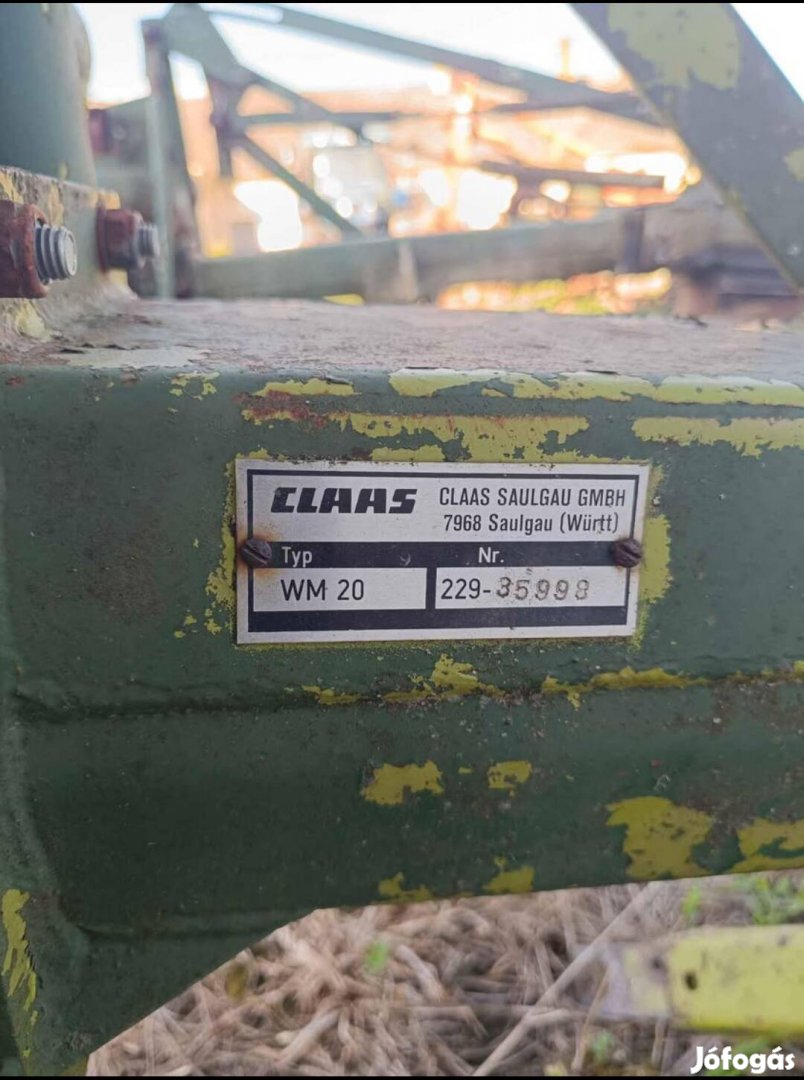 CLAAS
CLAAS SAULGAU GMBH
7968 Saulgau (Württ)
Typ Nr.
WM 20 229-35998
Jófogás